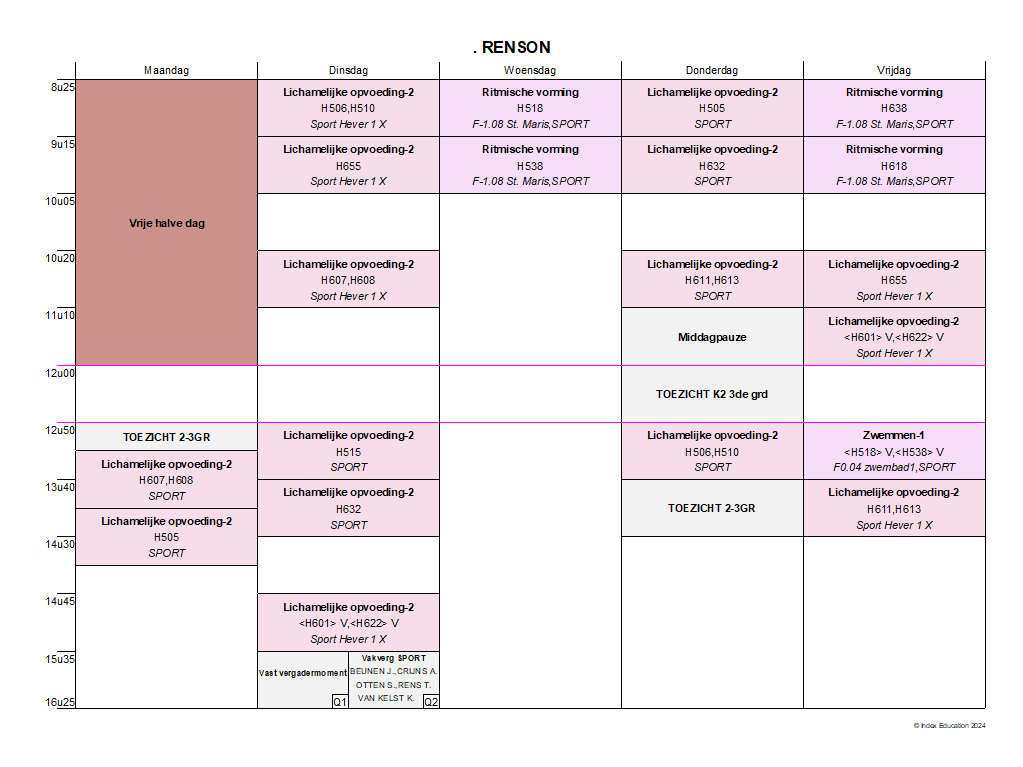 . RENSON
Maandag
Dinsdag
Woensdag
Donderdag
Vrijdag
8u25
9u15
10u05
10u20
11u10
12u00
12u50
13u40
14u30
14u45
15u35
16u25
Vrije halve dag
TOEZICHT 2-3GR
Lichamelijke opvoeding-2
H607,H608
SPORT
Lichamelijke opvoeding-2
H505
SPORT
Lichamelijke opvoeding-2
H506,H510
Sport Hever 1 X
Lichamelijke opvoeding-2
H655
Sport Hever 1 X
Lichamelijke opvoeding-2
H607,H608
Sport Hever 1 X
Lichamelijke opvoeding-2
H515
SPORT
Lichamelijke opvoeding-2
H632
SPORT
Lichamelijke opvoeding-2
<H601> V,<H622> V
Sport Hever 1 X
Vast vergadermoment
Q1
Vakverg SPORT
BEUNEN J.,CRIJNS A.
OTTEN S.,RENS T.
VAN KELST K.
Q2
Ritmische vorming
H518
F-1.08 St. Maris,SPORT
Ritmische vorming
H538
F-1.08 St. Maris,SPORT
Lichamelijke opvoeding-2
H505
SPORT
Lichamelijke opvoeding-2
H632
SPORT
Lichamelijke opvoeding-2
H611,H613
SPORT
Middagpauze
TOEZICHT K2 3de grd
Lichamelijke opvoeding-2
H506,H510
SPORT
TOEZICHT 2-3GR
Ritmische vorming
H638
F-1.08 St. Maris,SPORT
Ritmische vorming
H618
F-1.08 St. Maris,SPORT
Lichamelijke opvoeding-2
H655
Sport Hever 1 X
Lichamelijke opvoeding-2
<H601> V,<H622> V
Sport Hever 1 X
Zwemmen-1
<H518> V,<H538> V
F0.04 zwembad1,SPORT
Lichamelijke opvoeding-2
H611,H613
Sport Hever 1 X
© Index Education 2024